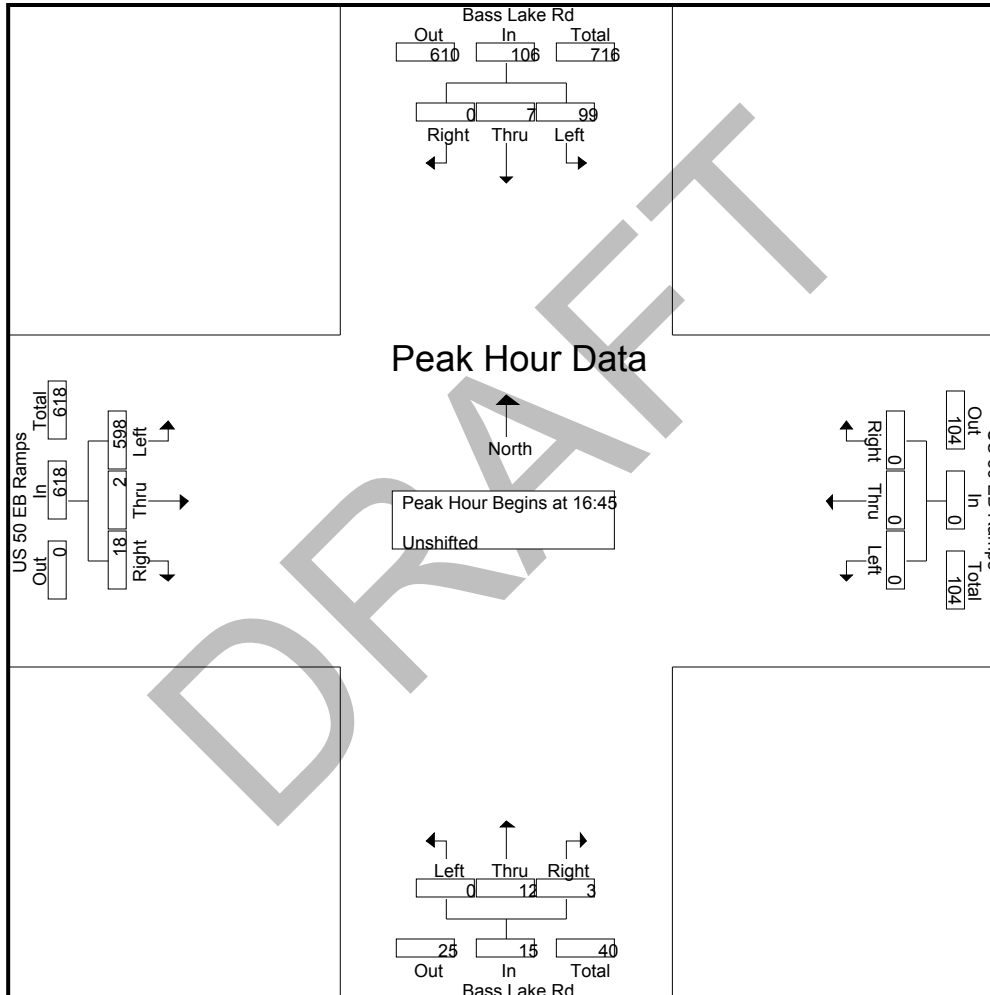 Bass Lake Rd
Out In Total
610 106 716
0 7 99
Right Thru Left
Peak Hour Data
North
Peak Hour Begins at 16:45
Unshifted
US 50 EB Ramps
Total In Out
618 618 0
598 2 18
Left Thru Right
Right Thru Left
0 0 0
Out In Total
104 0 104
Left Thru Right
0 12 3
25 15 40
Out In Total
Bass Lake Rd
DRAFT